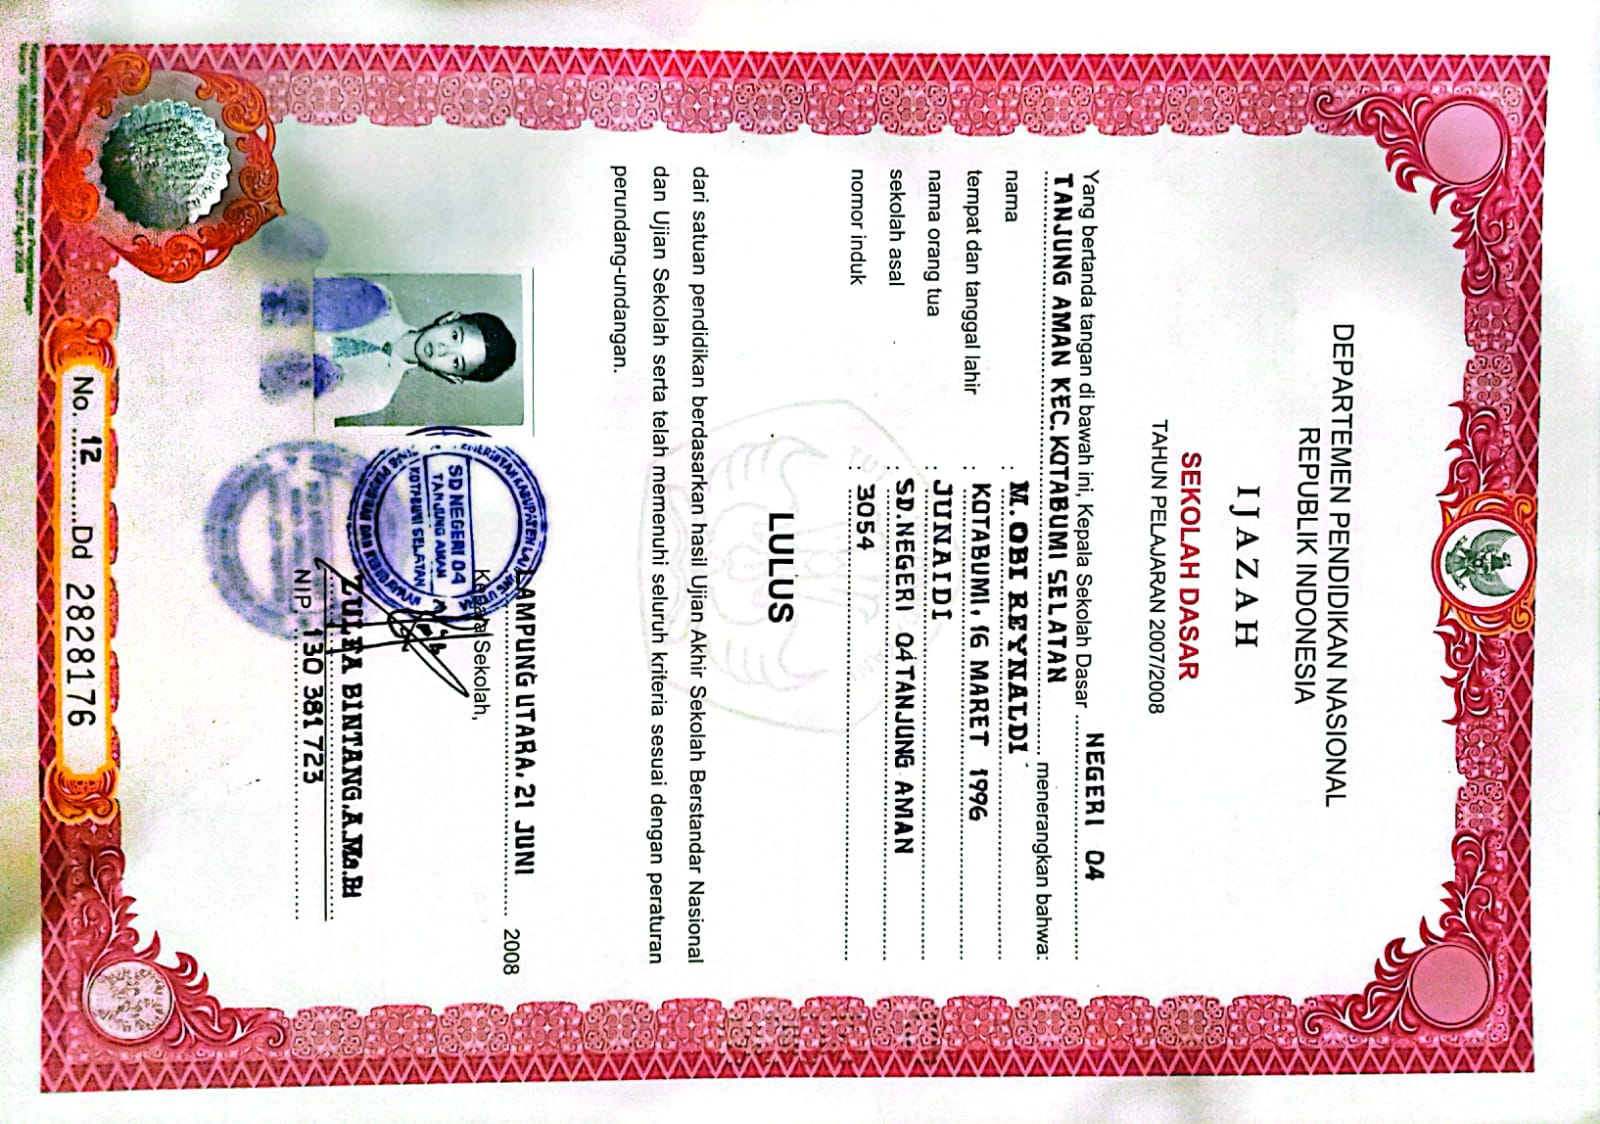 DEPARTEMEN PENDIDIKAN NASIONAL
REPUBLIK INDONESIA
IJAZAH
SEKOLAH DASAR
TAHUN PELAJARAN 2007/2008
Yang bertanda tangan di bawah ini, Kepala Sekolah Dasar NEGERI 04
TANJUNG AMAN KEC. KOTABUMI SELATAN menerangkan bahwa:
nama : M. OBI REYNALDI
tempat dan tanggal lahir : KOTABUMI, 16 MARET 1996
nama orang tua : JUNAIDI
sekolah asal : SD. NEGERI 04 TANJUNG AMAN
nomor induk : 3054
LULUS
dari satuan pendidikan berdasarkan hasil Ujian Akhir Sekolah Berstandar Nasional
dan Ujian Sekolah serta telah memenuhi seluruh kriteria sesuai dengan peraturan
perundang-undangan.
LAMPUNG UTARA, 21 JUNI 2008
Kepala Sekolah,
SD NEGERI 04
TANJUNG AMAN
KOTABUMI SELATAN
BINTANG.A.Ma.Pd
NIP. 130 381 723
No. 12 Dd 2828176